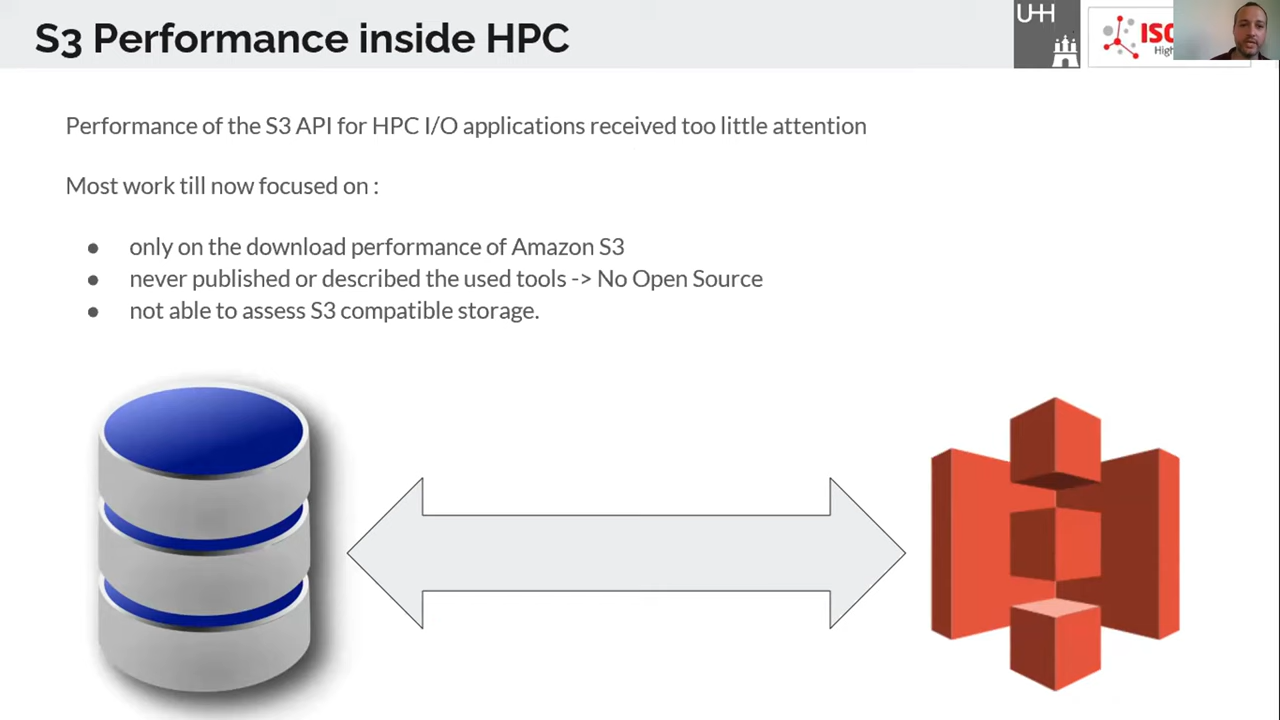 S3 Performance inside HPC
UHH
ISC
High
Performance of the S3 API for HPC I/O applications received too little attention
Most work till now focused on :
● only on the download performance of Amazon S3
● never published or described the used tools -> No Open Source
● not able to assess S3 compatible storage.